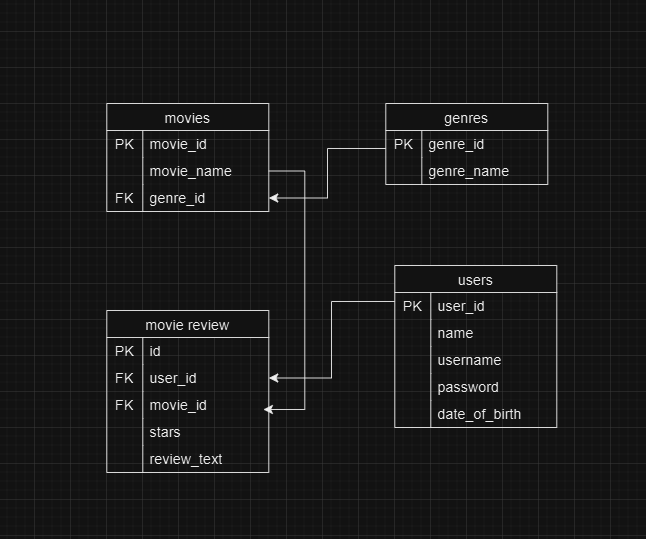 movies
PK movie_id
movie_name
FK genre_id
genres
PK genre_id
genre_name
movie review
PK id
FK user_id
FK movie_id
stars
review_text
users
PK user_id
name
username
password
date_of_birth